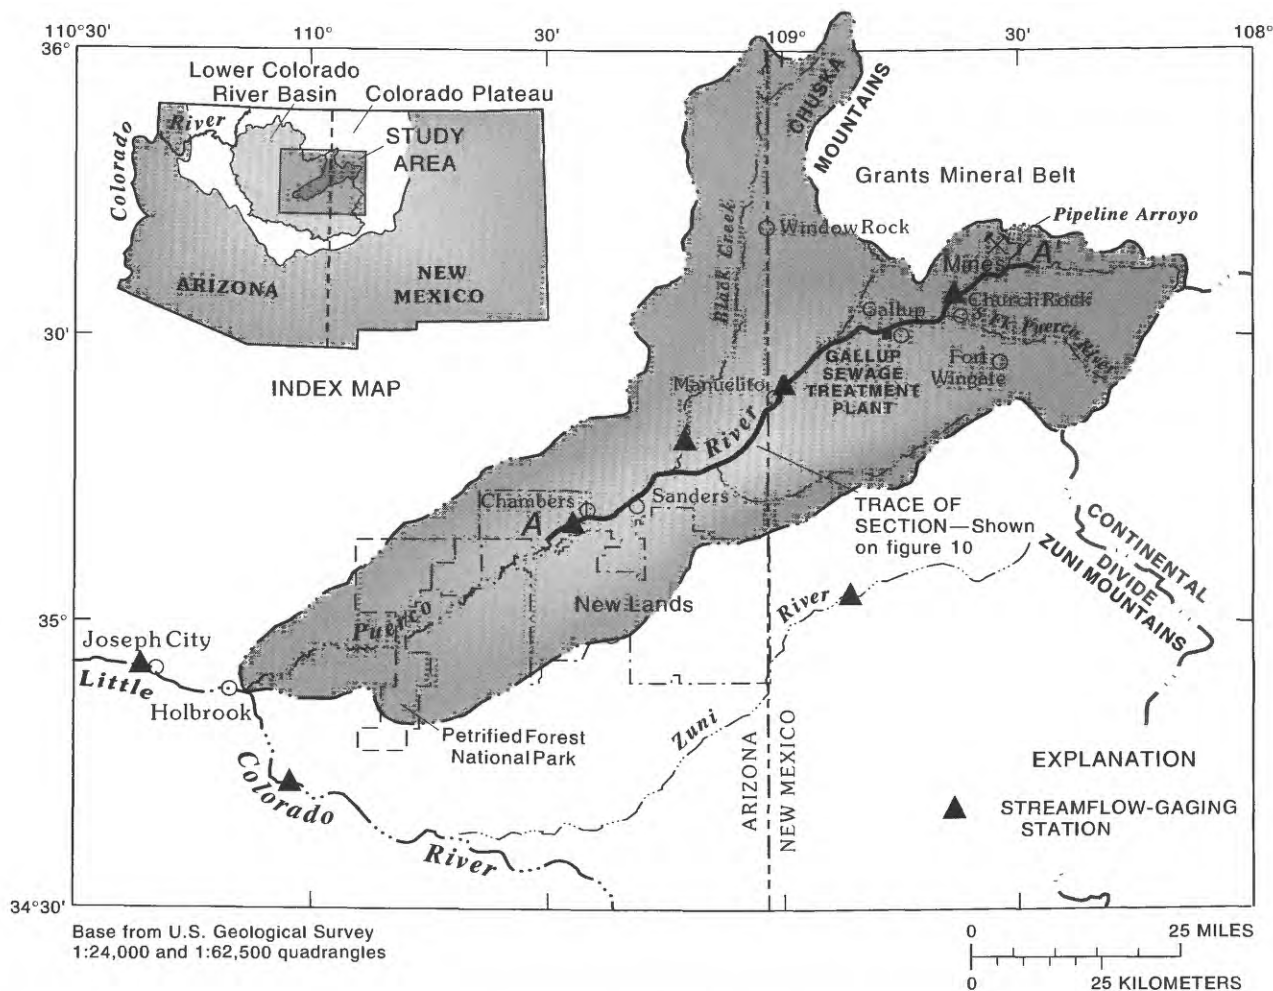 110°30'
110°
30'
109°
30'
108°
36°
Lower Colorado
River Basin
Colorado Plateau
River
Colorado
STUDY
AREA
ARIZONA
NEW
MEXICO
INDEX MAP
CHUSKA
MOUNTAINS
Grants Mineral Belt
Pipeline Arroyo
Window Rock
Black Creek
Mines
A'
Church Rock
Gallup
Puerco River
Fort
Wingate
GALLUP
SEWAGE
TREATMENT
PLANT
Manuelito
30'
River
Chambers
A
Sanders
TRACE OF
SECTION—Shown
on figure 10
CONTINENTAL
DIVIDE
ZUNI MOUNTAINS
New Lands
Puerco
River
Zuni
35°
Joseph City
Little
Holbrook
Colorado
River
Petrified Forest
National Park
ARIZONA
NEW MEXICO
EXPLANATION
STREAMFLOW-GAGING
STATION
34°30'
Base from U.S. Geological Survey
1:24,000 and 1:62,500 quadrangles
0 25 MILES
0 25 KILOMETERS